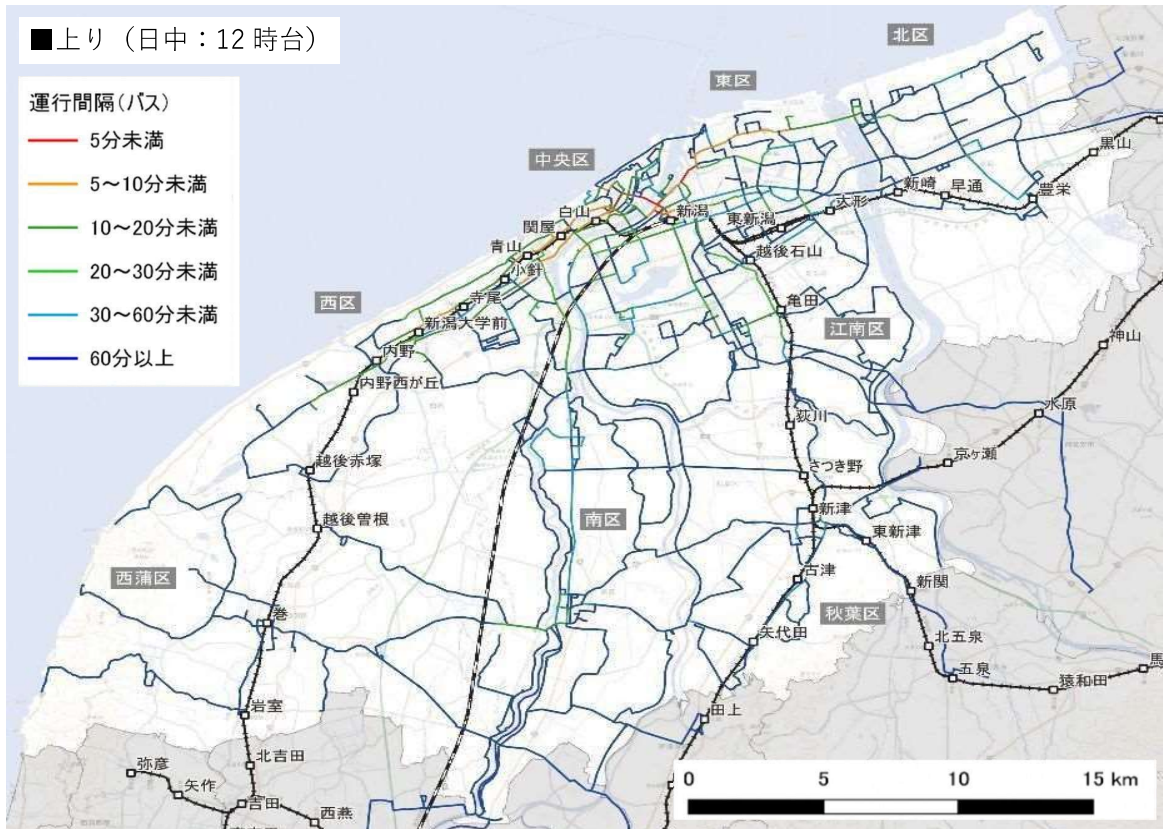 ■上り（日中：12時台）
運行間隔（バス）
5分未満
5～10分未満
10～20分未満
20～30分未満
30～60分未満
60分以上
北区
東区
中央区
黒山
新崎
早通
豊栄
大形
白山
新潟
東新潟
関屋
青山
越後石山
小針
西区
寺尾
亀田
江南区
新潟大学前
神山
内野
内野西が丘
水原
荻川
越後赤塚
さつき野
京ヶ瀬
新津
越後曽根
南区
東新津
西蒲区
古津
新関
秋葉区
巻
矢代田
北五泉
五泉
猿和田
馬
岩室
田上
北吉田
弥彦
矢作
吉田
西燕
0 5 10 15 km